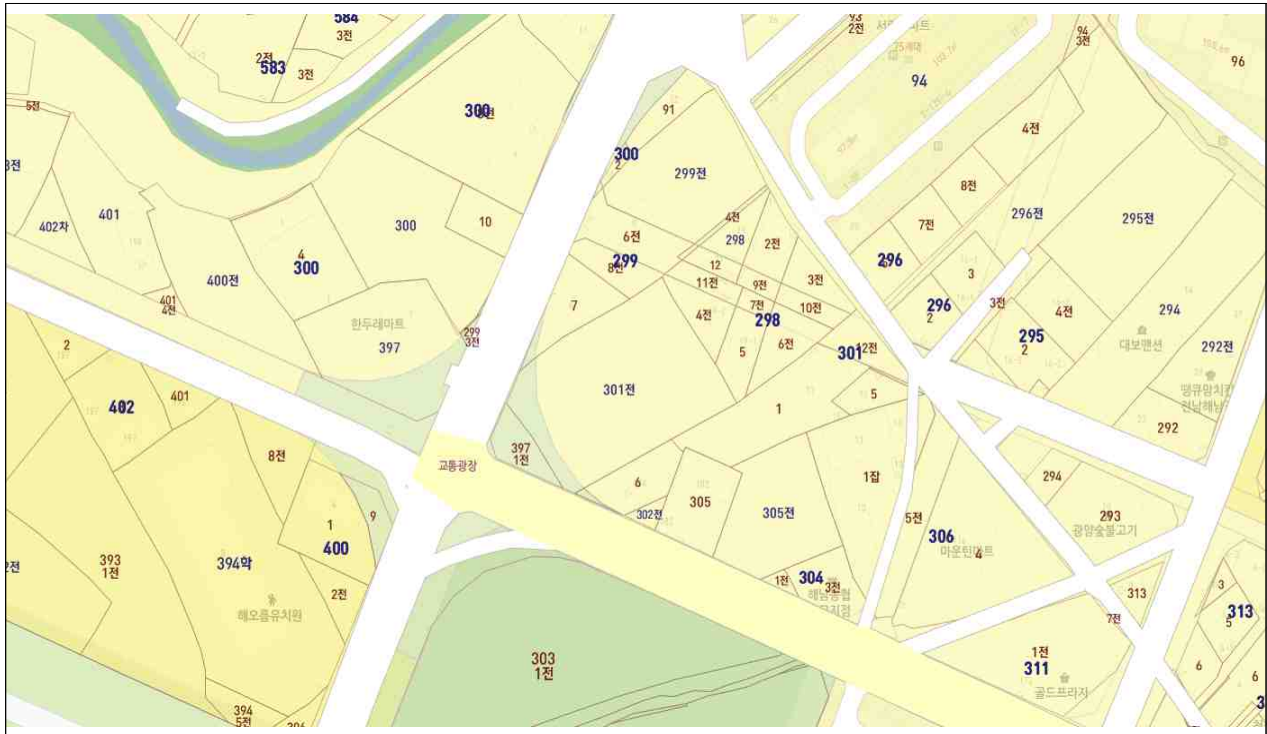 584
3전
2전
583
3전
5전
300
93
2전
25세대
94
94
3전
96
91
300
2
299전
4전
8전
7전
296전
295전
401
402차
300
10
4전
298
2전
6전
299
8전
12
11전
9전
3전
296
4
300
400전
401
4전
7
4전
7전
298
10전
3
296
2
3전
4전
295
2
294
292전
대보맨션
한두레마트
397
299
3전
5
6전
301
12전
2
402
401
301전
1
5
292
8전
397
1전
교통광장
6
305
302전
305전
1잡
294
293
광양숯불고기
5전
306
마운틴마트
4
9
1
400
393
1전
394학
2전
해오름유치원
1전
304
3전
313
7전
3
313
5
303
1전
1전
311
골드프라자
6
6
394
5전